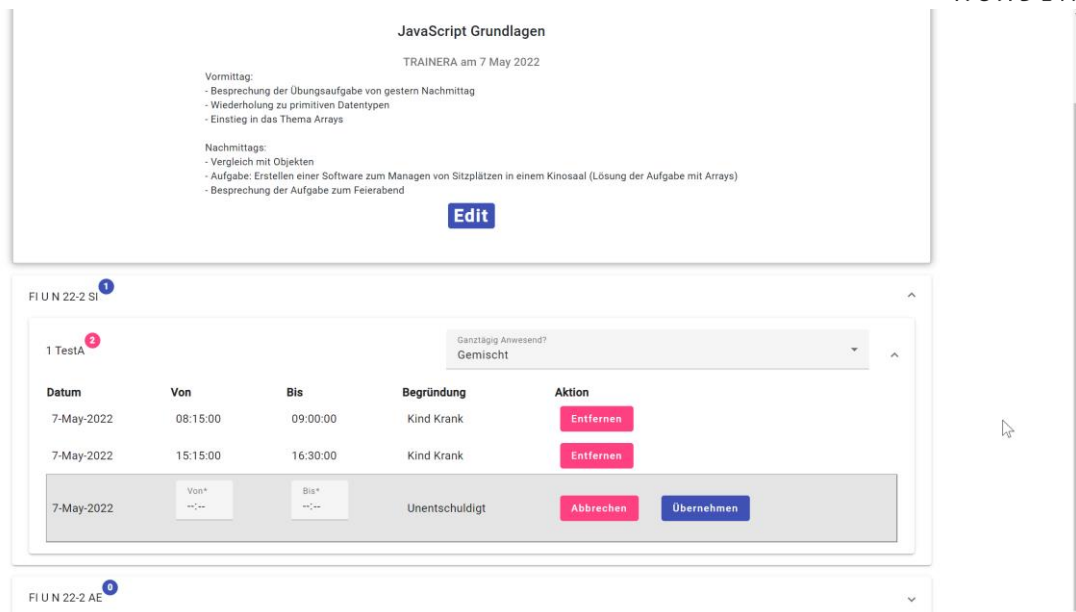 JavaScript Grundlagen
TRAINERA am 7 May 2022
Vormittag:
- Besprechung der Übungsaufgabe von gestern Nachmittag
- Wiederholung zu primitiven Datentypen
- Einstieg in das Thema Arrays
Nachmittags:
- Vergleich mit Objekten
- Aufgabe: Erstellen einer Software zum Managen von Sitzplätzen in einem Kinosaal (Lösung der Aufgabe mit Arrays)
- Besprechung der Aufgabe zum Feierabend
Edit
FI U N 22-2 SI 1
1 TestA 2
Ganztägig Anwesend?
Gemischt
Datum Von Bis Begründung Aktion
7-May-2022 08:15:00 09:00:00 Kind Krank Entfernen
7-May-2022 15:15:00 16:30:00 Kind Krank Entfernen
Von* Bis*
7-May-2022 --:-- --:-- Unentschuldigt Abbrechen Übernehmen
FI U N 22-2 AE 0